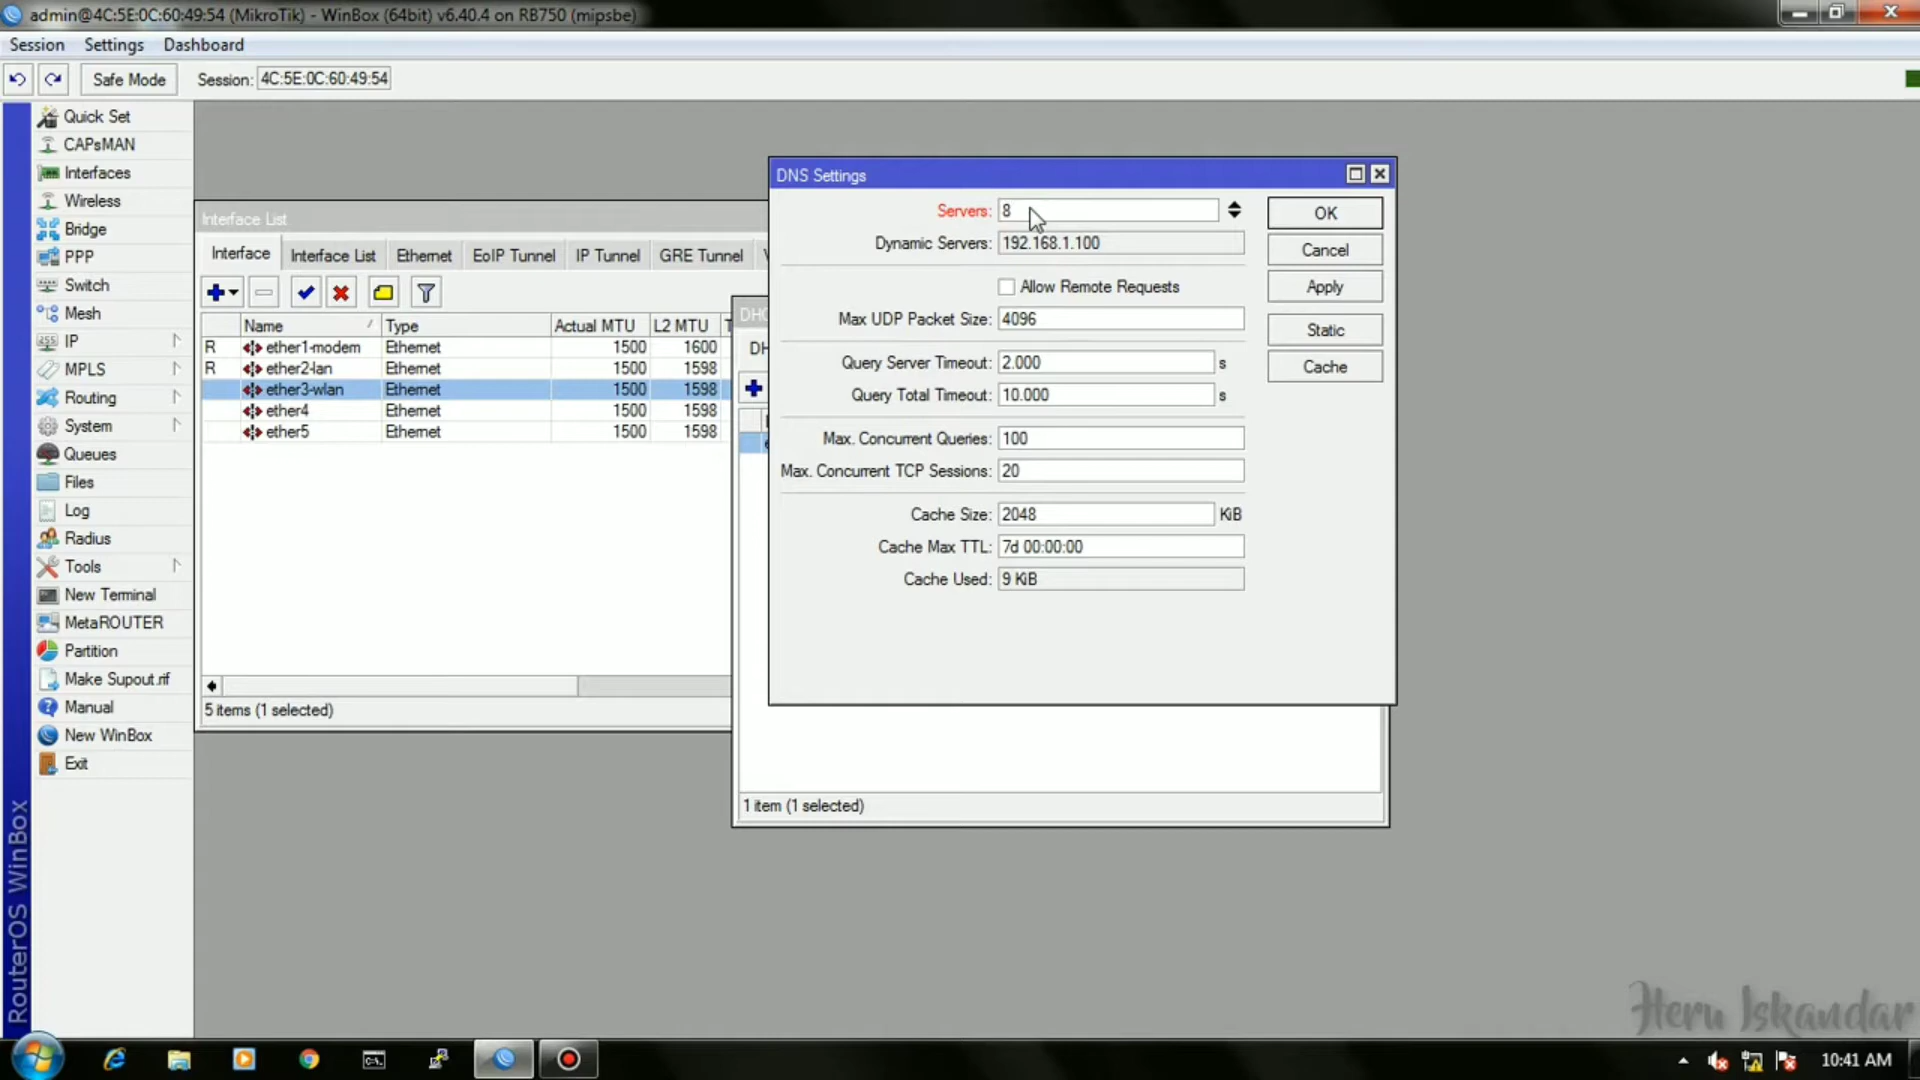 admin@4C:5E:0C:60:49:54 (MikroTik) - WinBox (64bit) v6.40.4 on RB750 (mipsbe)
Session Settings Dashboard
Safe Mode Session: 4C:5E:0C:60:49:54
Quick Set
CAPsMAN
Interfaces
Wireless
Bridge
PPP
Switch
Mesh
IP
MPLS
Routing
System
Queues
Files
Log
Radius
Tools
New Terminal
MetaROUTER
Partition
Make Supout.rif
Manual
New WinBox
Exit
RouterOS WinBox
Interface List
Interface Interface List Ethernet EoIP Tunnel IP Tunnel GRE Tunnel
Name Type Actual MTU L2 MTU
R ether1-modem Ethernet 1500 1600
R ether2-lan Ethernet 1500 1598
ether3-wlan Ethernet 1500 1598
ether4 Ethernet 1500 1598
ether5 Ethernet 1500 1598
5 items (1 selected)
1 item (1 selected)
DNS Settings
Servers: 8
Dynamic Servers: 192.168.1.100
Allow Remote Requests
Max UDP Packet Size: 4096
Query Server Timeout: 2.000 s
Query Total Timeout: 10.000 s
Max. Concurrent Queries: 100
Max. Concurrent TCP Sessions: 20
Cache Size: 2048 KiB
Cache Max TTL: 7d 00:00:00
Cache Used: 9 KiB
OK
Cancel
Apply
Static
Cache
Heru Iskandar
10:41 AM